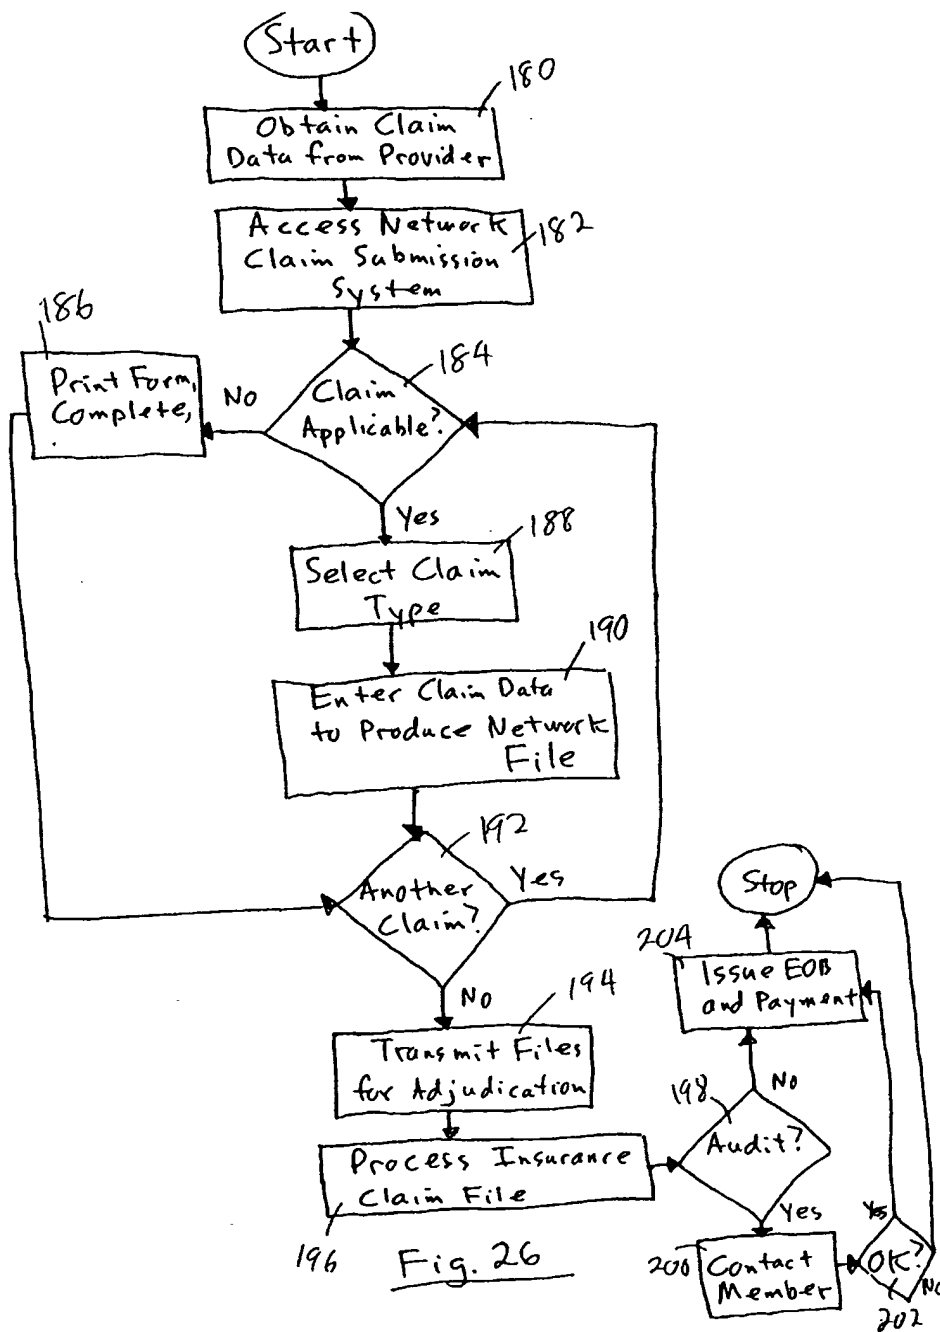 Start
180
Obtain Claim
Data from Provider
Access Network
Claim Submission
System
182
186
Print Form,
Complete,
No
184
Claim
Applicable?
Yes
188
Select Claim
Type
190
Enter Claim Data
to Produce Network
File
192
Another
Claim?
Yes
Stop
204
Issue EOB
and Payment
No
194
Transmit Files
for Adjudication
198
No
Audit?
Process Insurance
Claim File
196
Yes
Yes
200
Contact
Member
OK?
No
202
Fig. 26